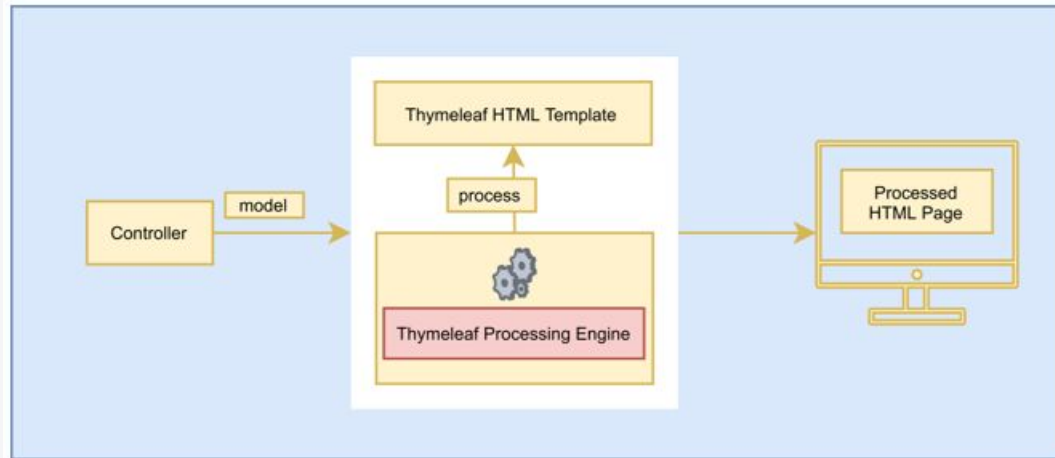 Controller
model
Thymeleaf HTML Template
process
Thymeleaf Processing Engine
Processed
HTML Page